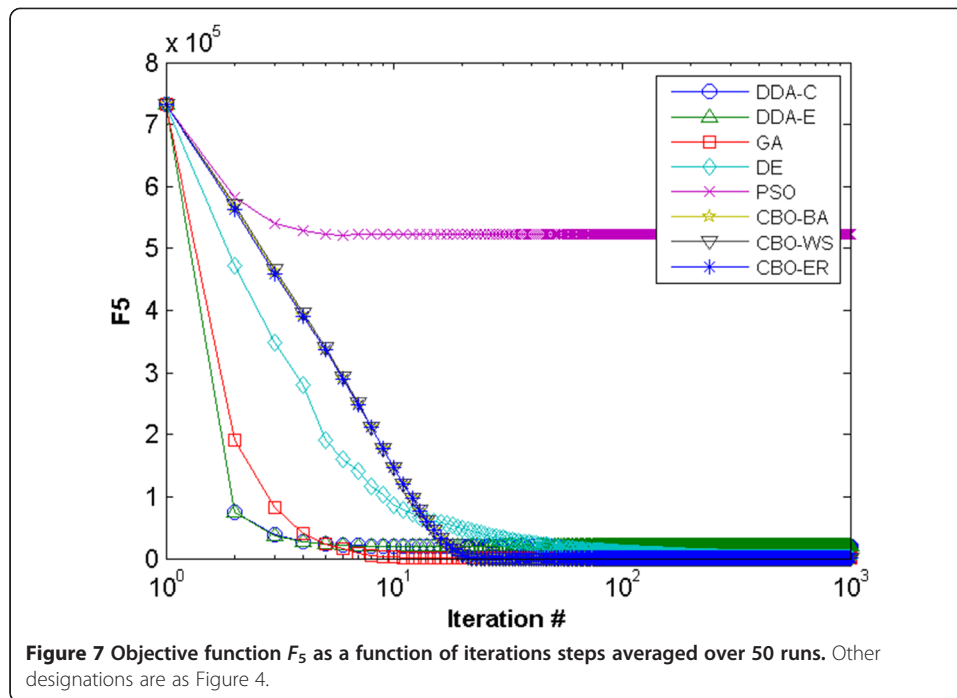 x 10^5
8
7
6
5
4
3
2
1
0
F5
10^0
10^1
10^2
10^3
Iteration #
DDA-C
DDA-E
GA
DE
PSO
CBO-BA
CBO-WS
CBO-ER
Figure 7 Objective function F_5 as a function of iterations steps averaged over 50 runs. Other
designations are as Figure 4.